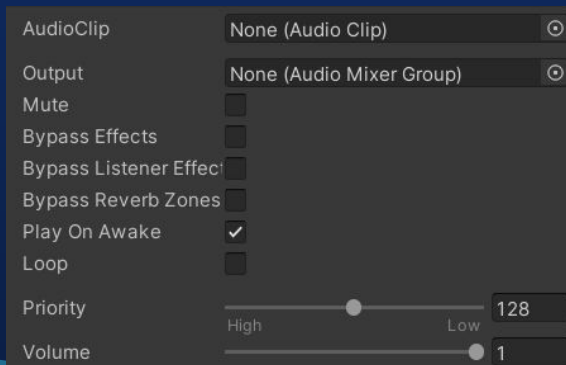 AudioClip None (Audio Clip)
Output None (Audio Mixer Group)
Mute
Bypass Effects
Bypass Listener Effect
Bypass Reverb Zones
Play On Awake
Loop
Priority 128
High Low
Volume 1